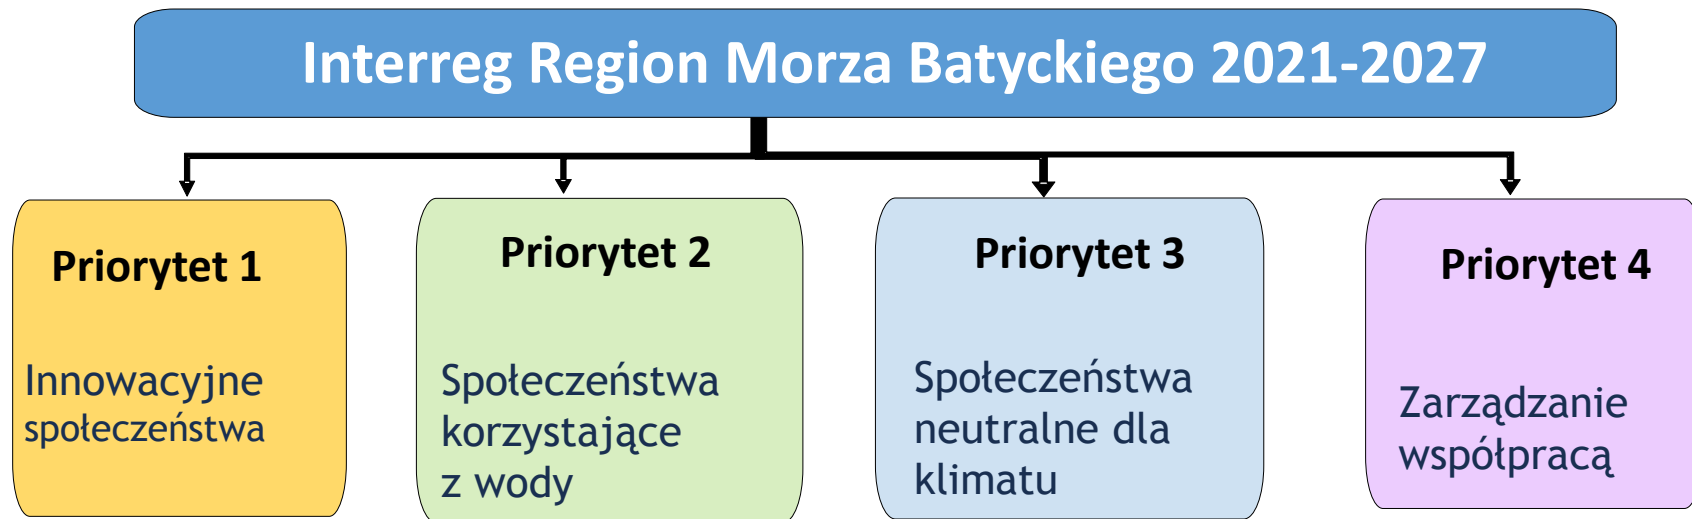 Interreg Region Morza Batyckiego 2021-2027
Priorytet 1
Innowacyjne
społeczeństwa
Priorytet 2
Społeczeństwa
korzystające
z wody
Priorytet 3
Społeczeństwa
neutralne dla
klimatu
Priorytet 4
Zarządzanie
współpracą